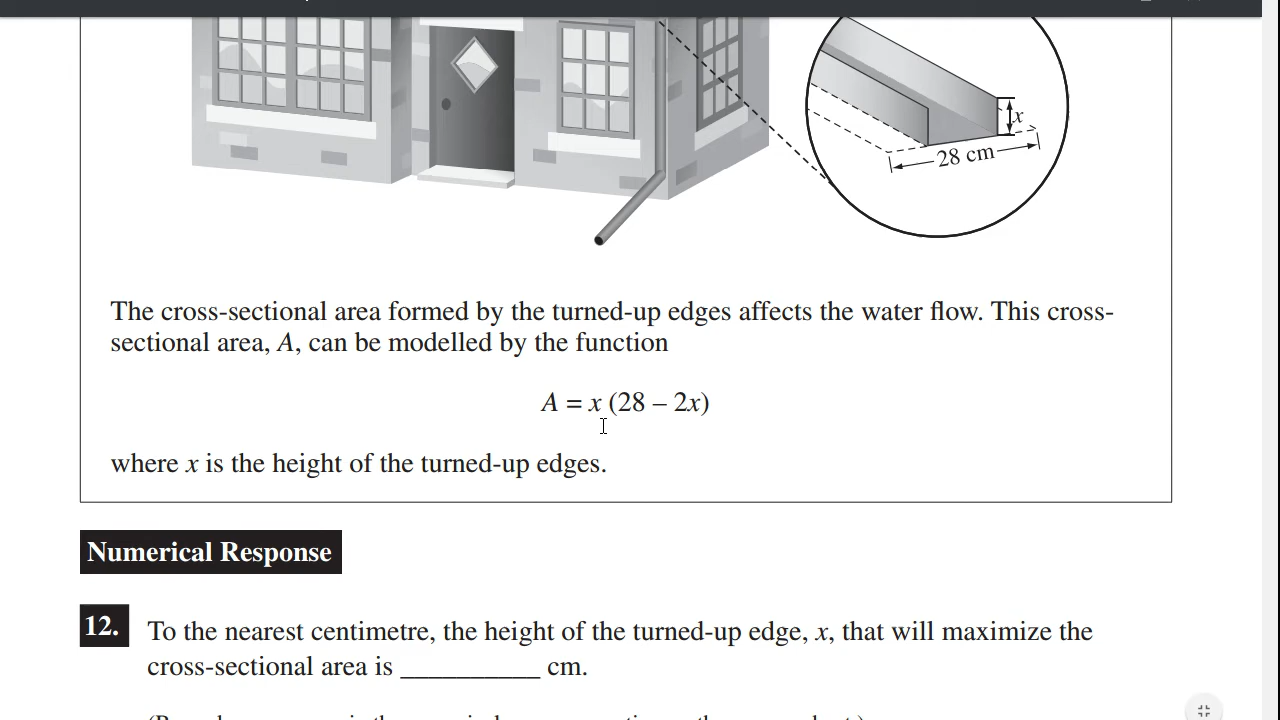 x
28 cm
The cross-sectional area formed by the turned-up edges affects the water flow. This cross-
sectional area, A, can be modelled by the function
A = x (28 – 2x)
where x is the height of the turned-up edges.
Numerical Response
12. To the nearest centimetre, the height of the turned-up edge, x, that will maximize the
cross-sectional area is __________ cm.